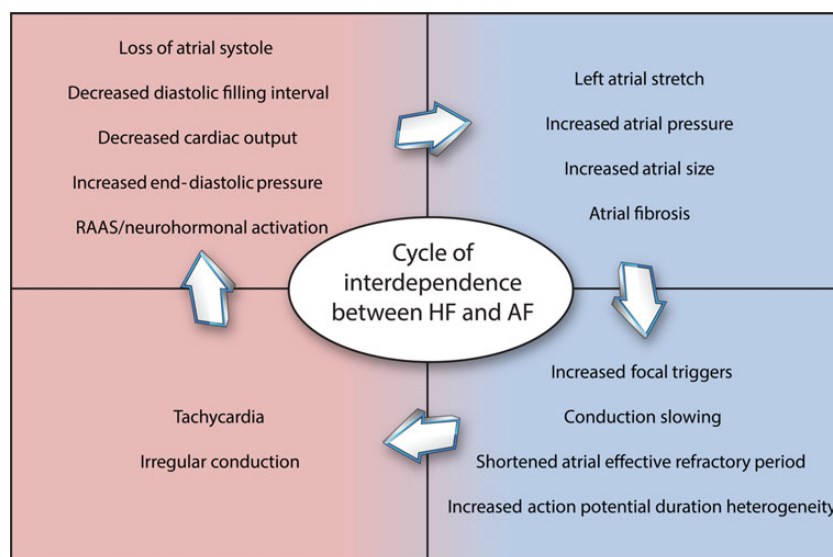 Loss of atrial systole
Decreased diastolic filling interval
Decreased cardiac output
Increased end-diastolic pressure
RAAS/neurohormonal activation
Left atrial stretch
Increased atrial pressure
Increased atrial size
Atrial fibrosis
Cycle of
interdependence
between HF and AF
Tachycardia
Irregular conduction
Increased focal triggers
Conduction slowing
Shortened atrial effective refractory period
Increased action potential duration heterogeneity